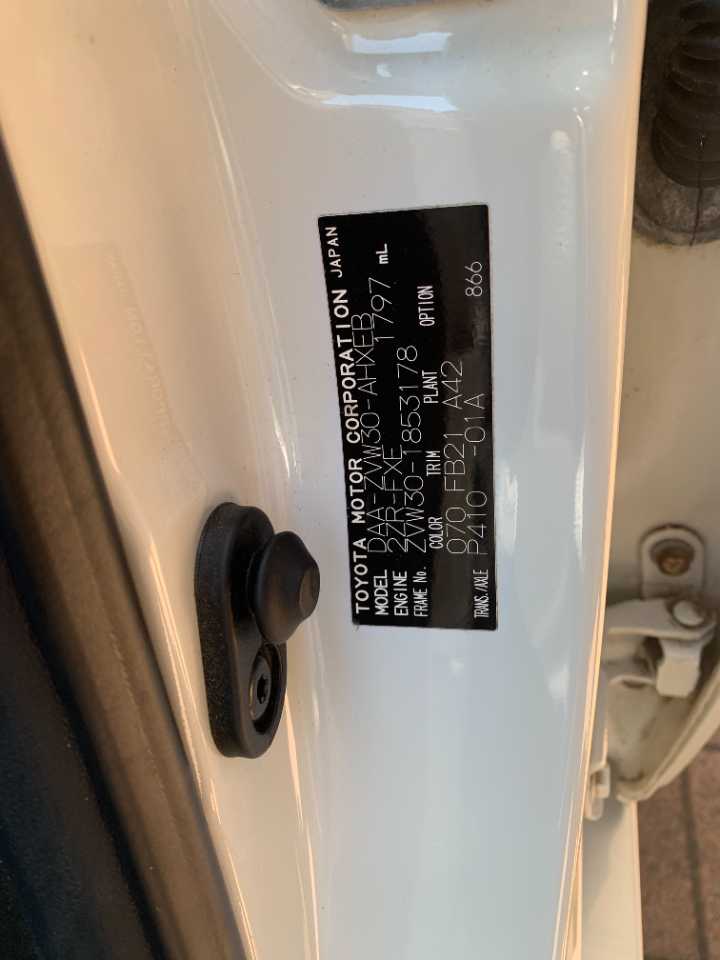 TOYOTA MOTOR CORPORATION JAPAN
MODEL DAA-ZVW30-AHXEB
ENGINE 2ZR-FXE 1797 mL
FRAME No. ZVW30-1853178
COLOR TRIM PLANT OPTION
070 FB21 A42
TRANS./AXLE P410 -01A 866